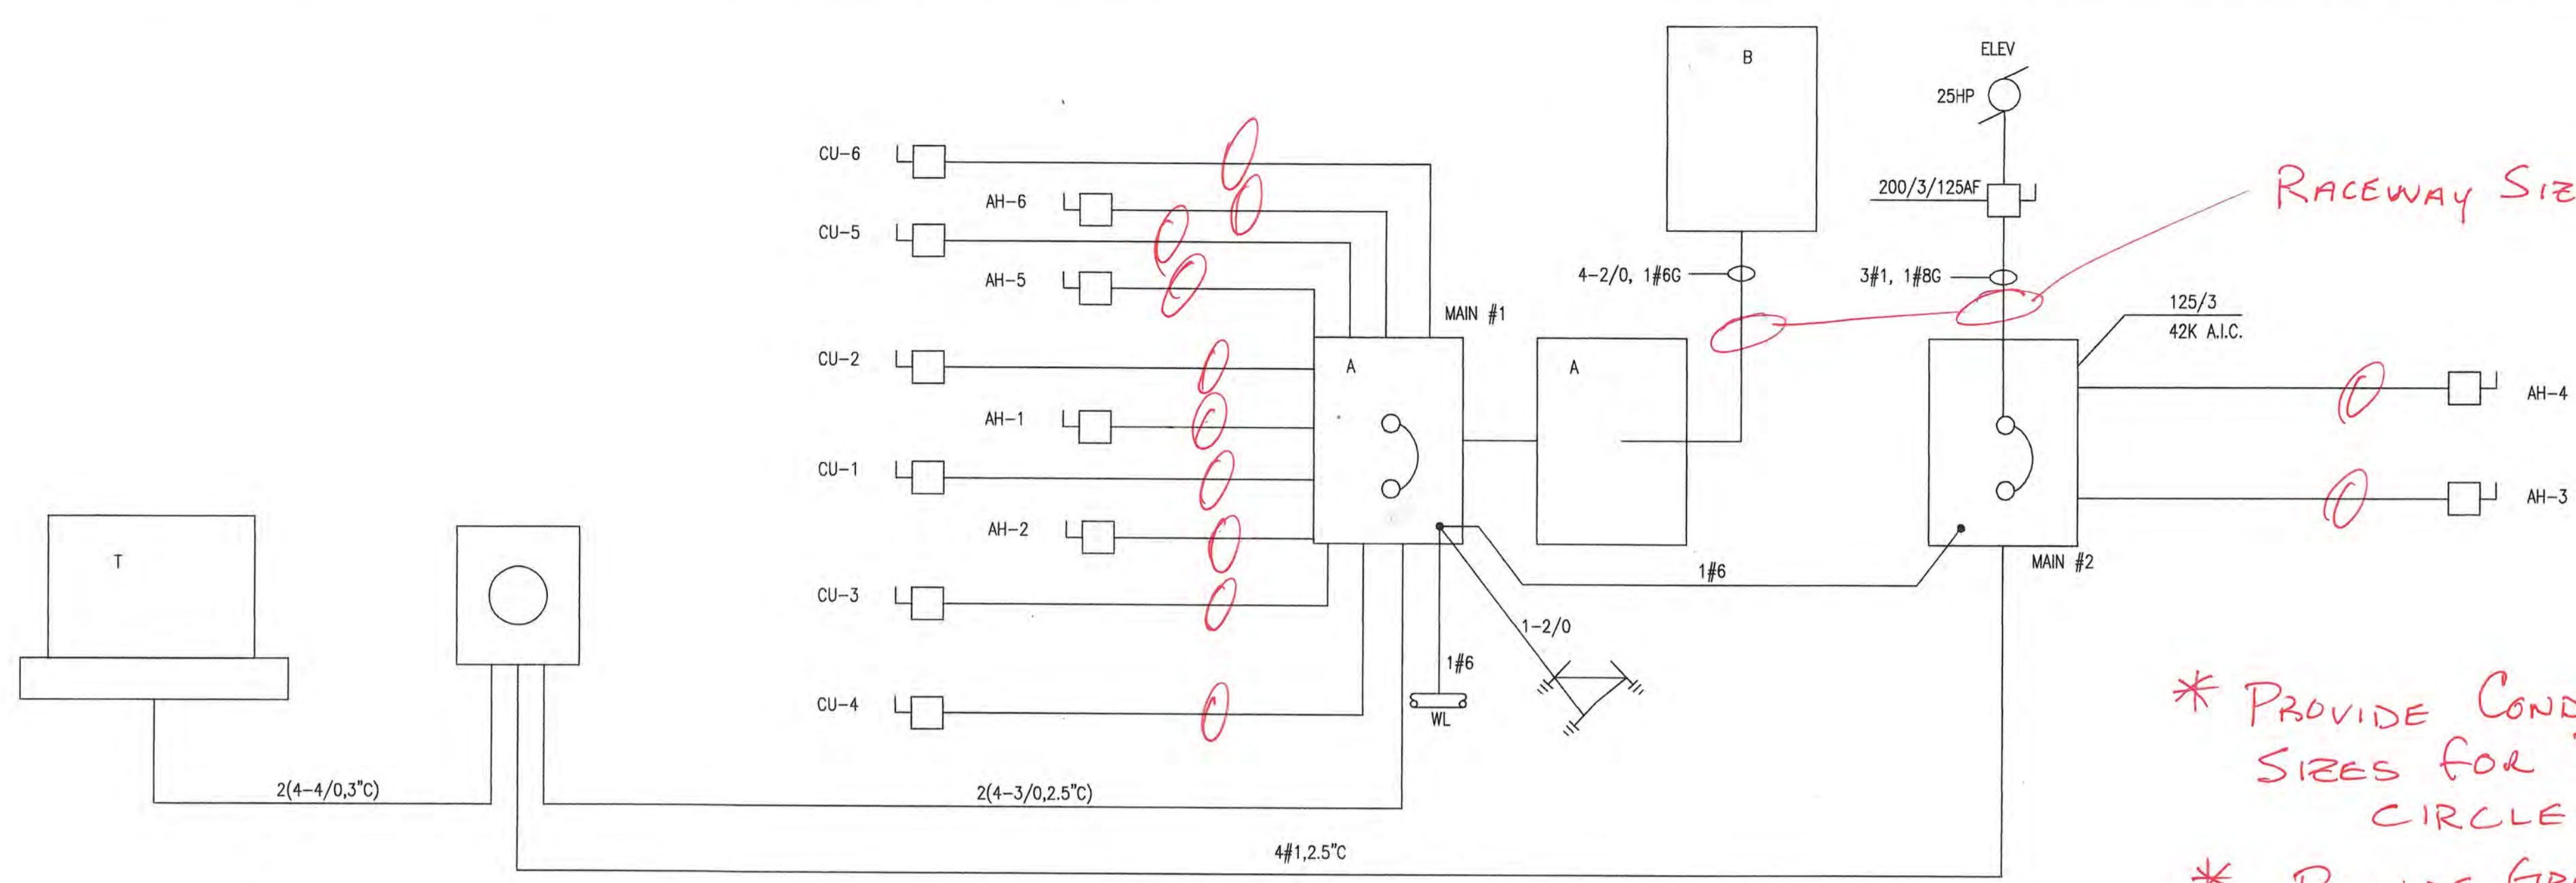 B
ELEV
25HP
CU-6
200/3/125AF
RACEWAY
AH-6
CU-5
AH-5
4-2/0, 1#6G
3#1, 1#8G
MAIN #1
125/3
42K A.I.C.
CU-2
A
A
AH-4
AH-1
CU-1
AH-3
AH-2
T
MAIN #2
1#6
CU-3
1-2/0
1#6
* PROVIDE
CU-4
WL
SIZES FOR
2(4-4/0,3"C)
2(4-3/0,2.5"C)
CIRCLE
4#1,2.5"C
*